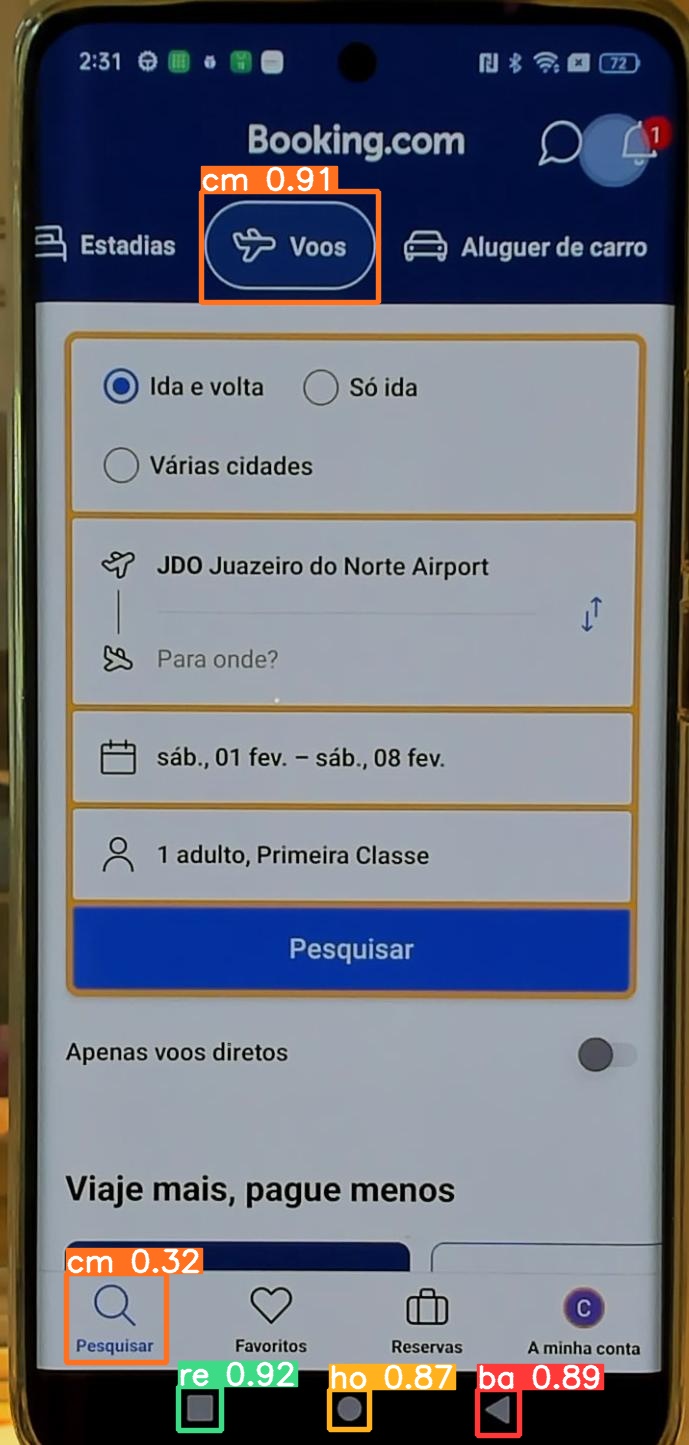 2:31 72
Booking.com 1
cm 0.91
Estadias Voos Aluguer de carro
Ida e volta Só ida
Várias cidades
JDO Juazeiro do Norte Airport
Para onde?
sáb., 01 fev. – sáb., 08 fev.
1 adulto, Primeira Classe
Pesquisar
Apenas voos diretos
Viaje mais, pague menos
cm 0.32
C
Pesquisar Favoritos Reservas A minha conta
re 0.92 ho 0.87 ba 0.89